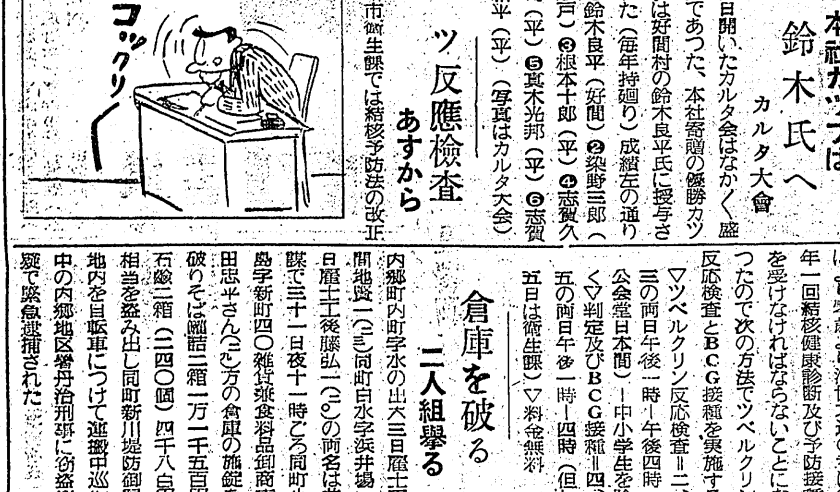 鈴木氏へ
カルタ大會
日開いたカルタ会はなかく盛
であつた、本社寄贈の優勝カツ
は好間村の鈴木良平氏に授与さ
た（毎年持廻り）成績左の通り
鈴木良平（好間）❷染野三郎（
戸）❸根本十郎（平）❹志賀久
（平）❺真木光邦（平）❻志賀
平（平）（写真はカルタ大会）
ツ反應檢査
あすから
市衛生課では結核予防法の改正
コックリ
年一回結核健康診断及び予防接
を受けなければならないことに
つたので次の方法でツベルクリ
反応検査とBCG接種を実施す
▽ツベルクリン反応検査＝二
三の両日午後一時ー午後四時
公会堂日本間）ー中小学生を
く▽判定及びBCG接種＝四
五の両日午後一時ー四時（但
五日は衛生課）▽料金無料
倉庫を破る
二人組擧る
内郷町内町字水の出大三日雇土
間地賢一（三）同町白水字浜井場
日雇土工後藤弘一（二〇）の両名は
謀で三十一日夜十一時ごろ同町
島字新町四〇雑貨兼食料品卸商
田忠平さん方の倉庫の施錠
破りそば罐詰二箱一万一千五百
石鹼二箱（二四〇個）四千八百
相当を盗み出し同町新川堤防御
地内を自転車につけて運搬中巡
中の内郷地区署丹治刑事に窃盗
疑で緊急逮捕された